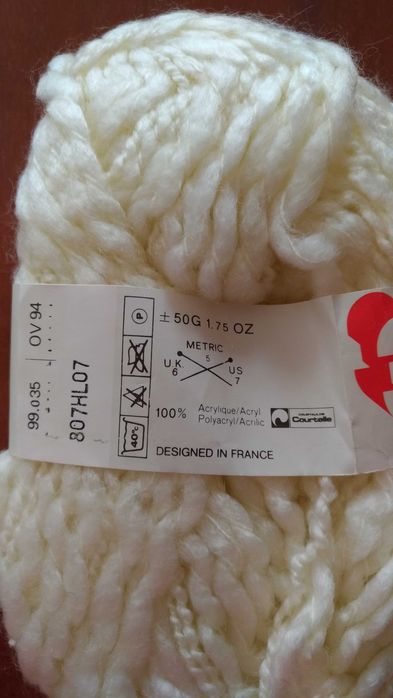 99.035 OV 94
807HL07
P
± 50G 1.75 OZ
METRIC
5
U.K. US
6 7
100% Acrylique/Acryl
Polyacryl/Acrilic
Courtelle
40°C
DESIGNED IN FRANCE